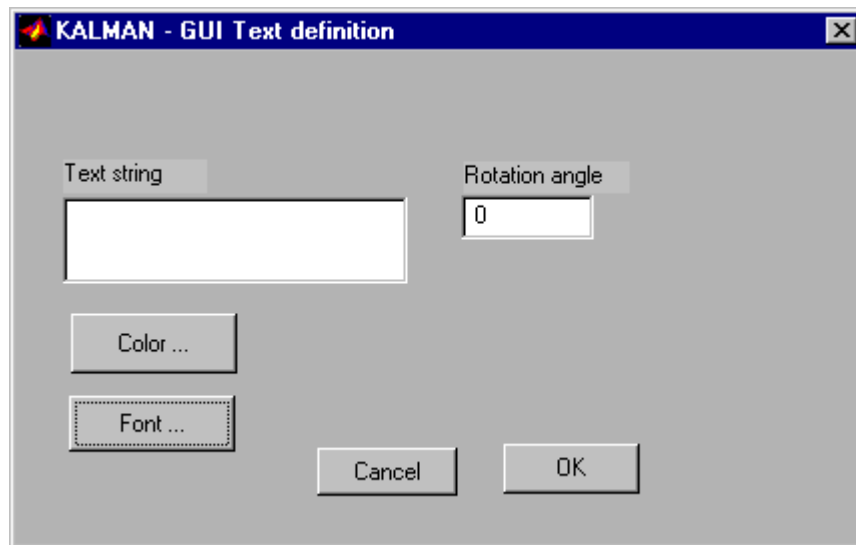 KALMAN - GUI Text definition
Text string
Rotation angle
0
Color ...
Font ...
Cancel
OK